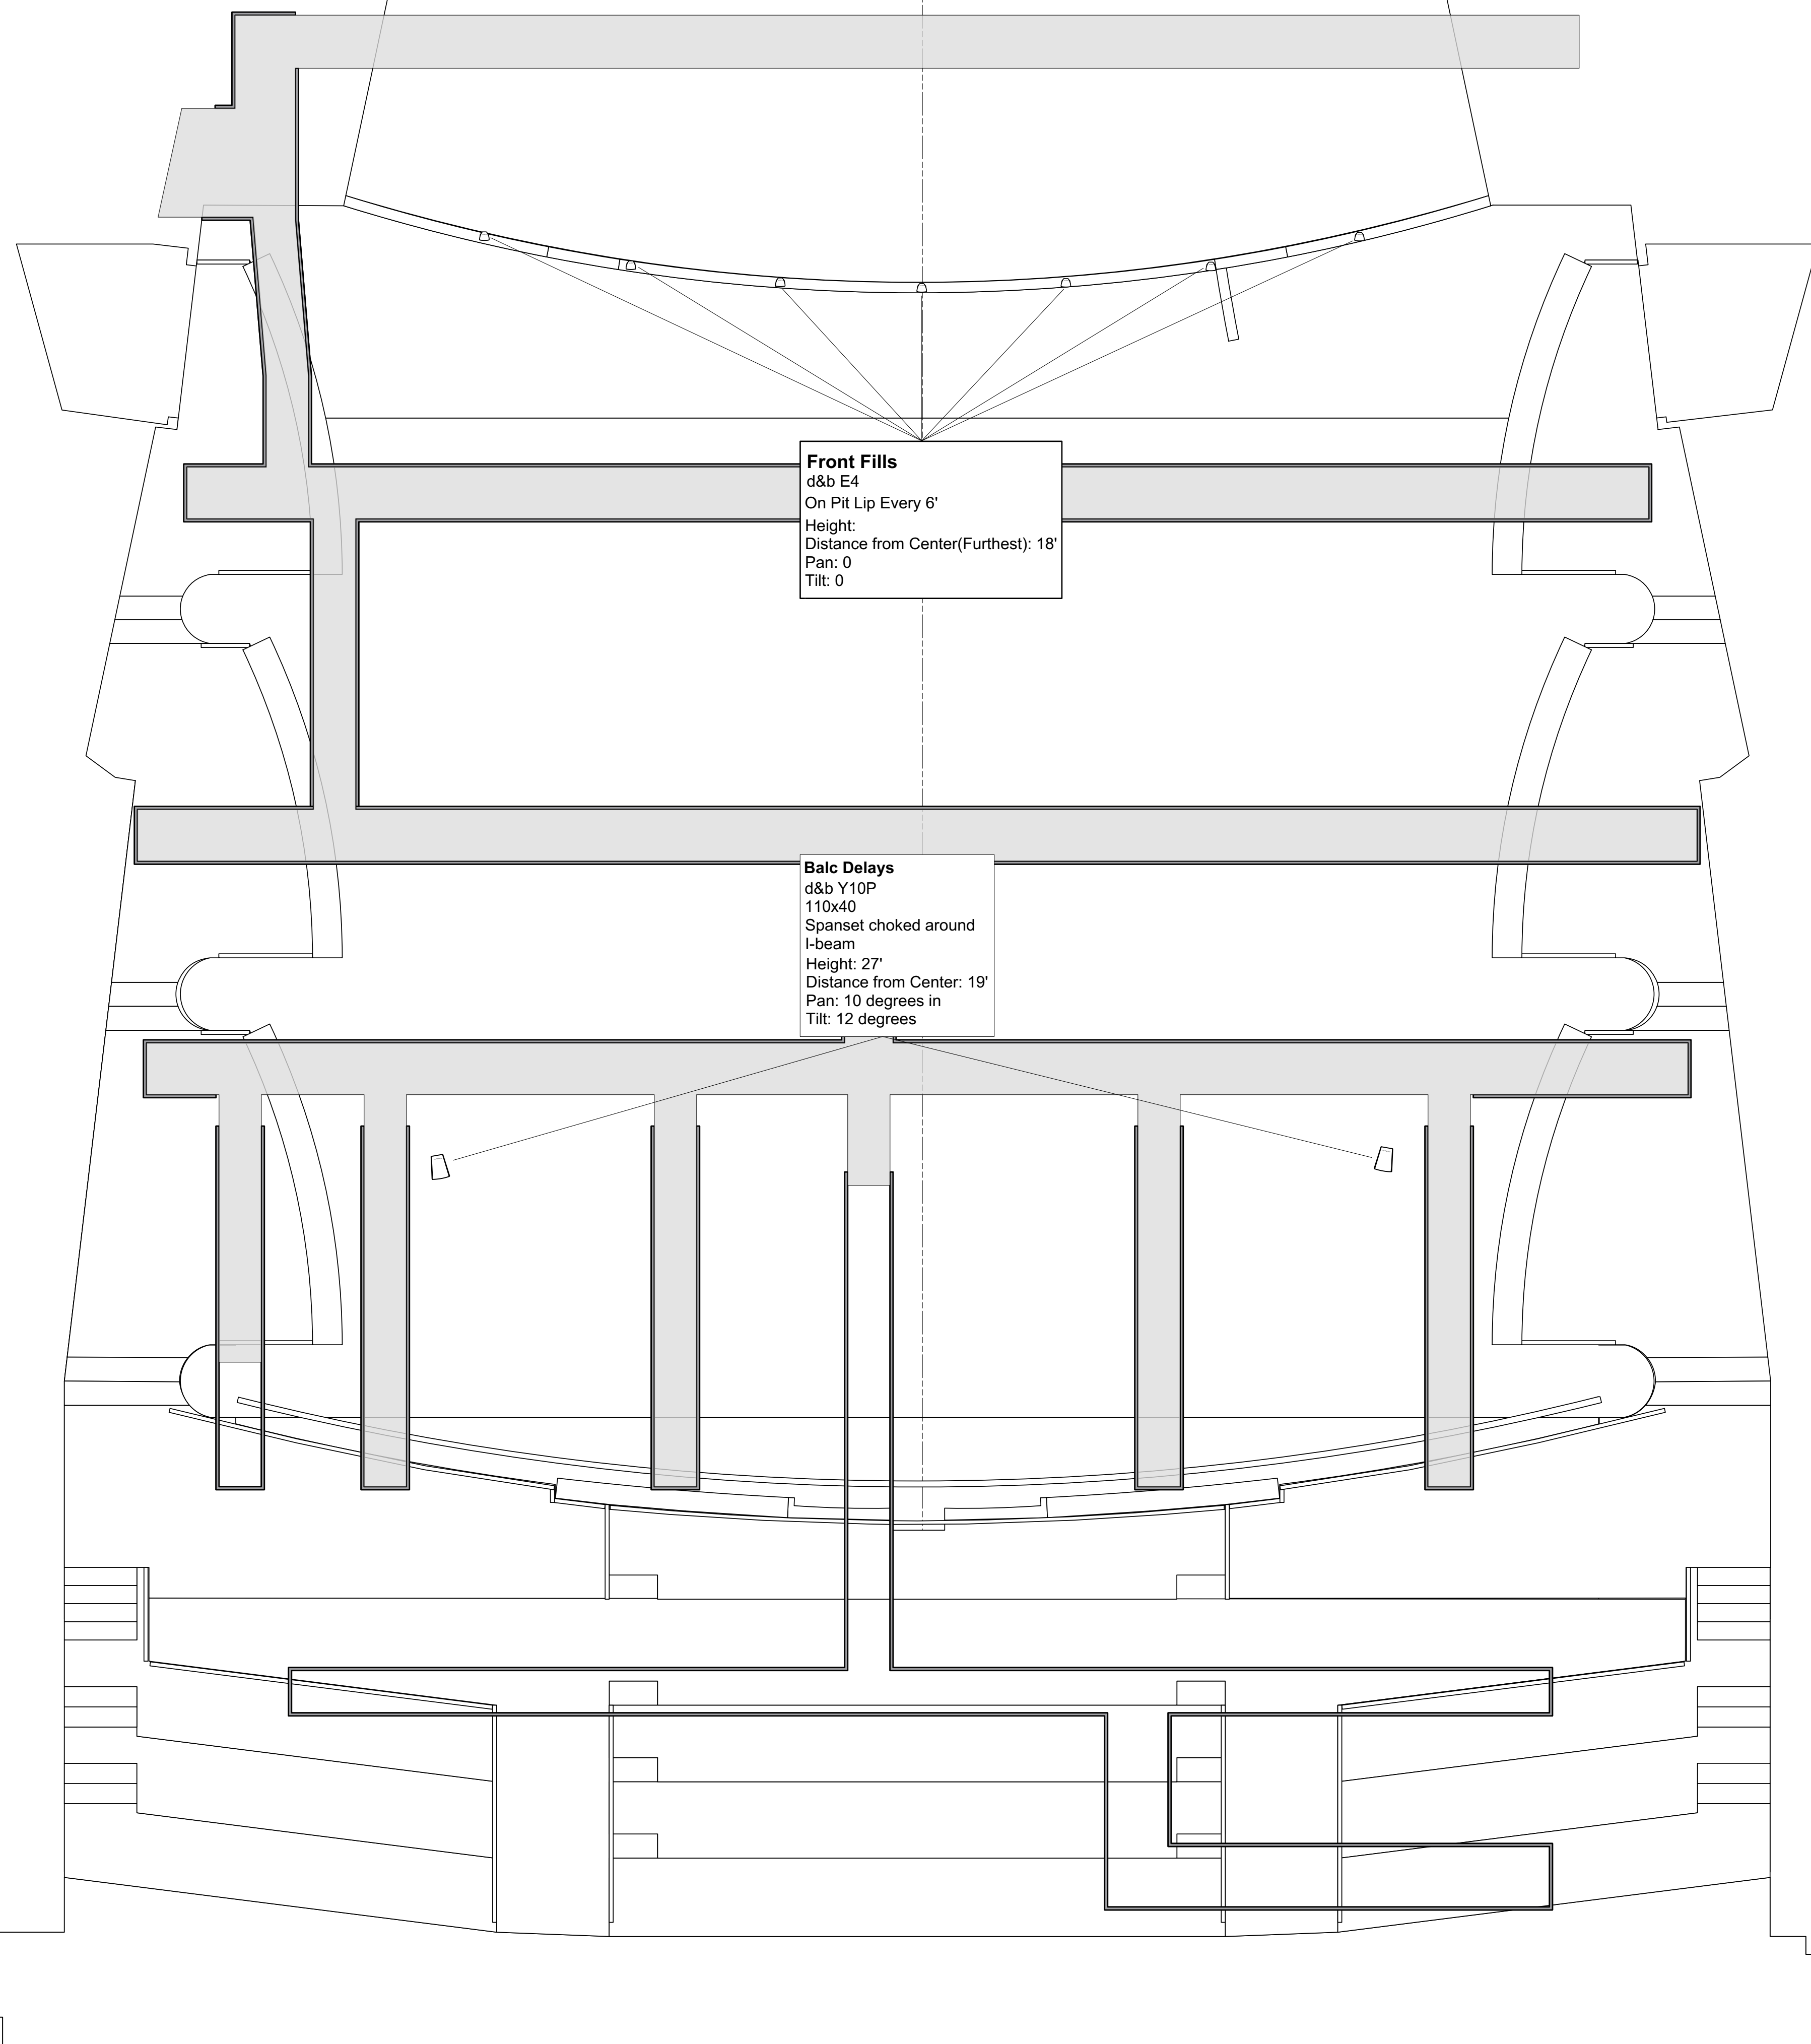 Front Fills
d&b E4
On Pit Lip Every 6'
Height:
Distance from Center(Furthest): 18'
Pan: 0
Tilt: 0
Balc Delays
d&b Y10P
110x40
Spanset choked around
I-beam
Height: 27'
Distance from Center: 19'
Pan: 10 degrees in
Tilt: 12 degrees